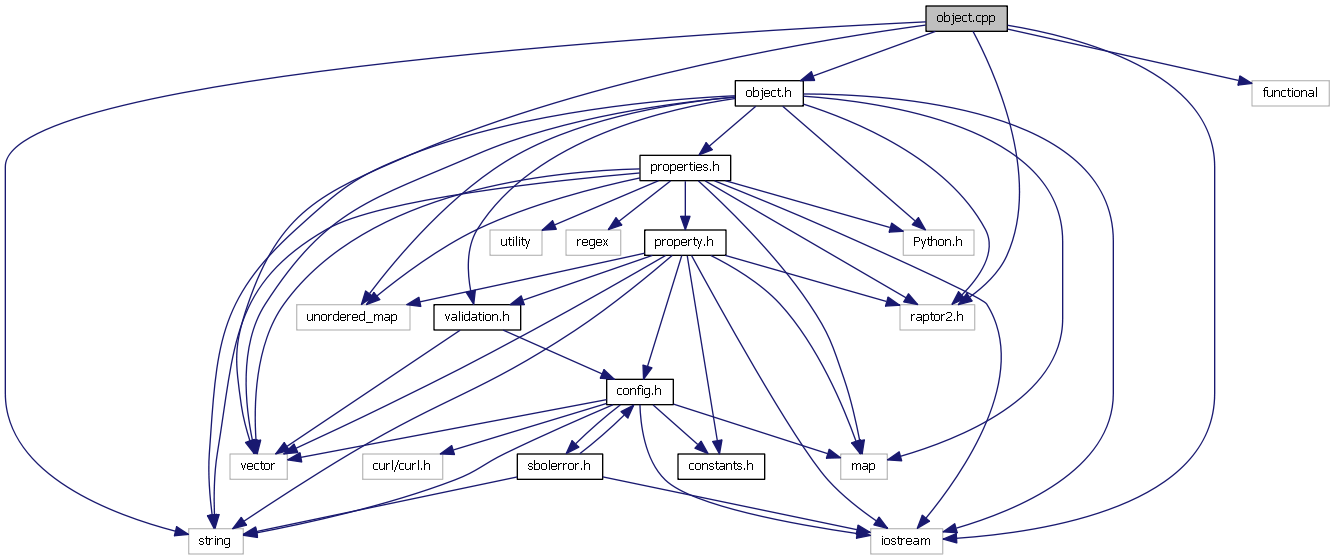 object.cpp
object.h
functional
properties.h
utility
regex
property.h
Python.h
unordered_map
validation.h
raptor2.h
config.h
vector
curl/curl.h
sbolerror.h
constants.h
map
string
iostream